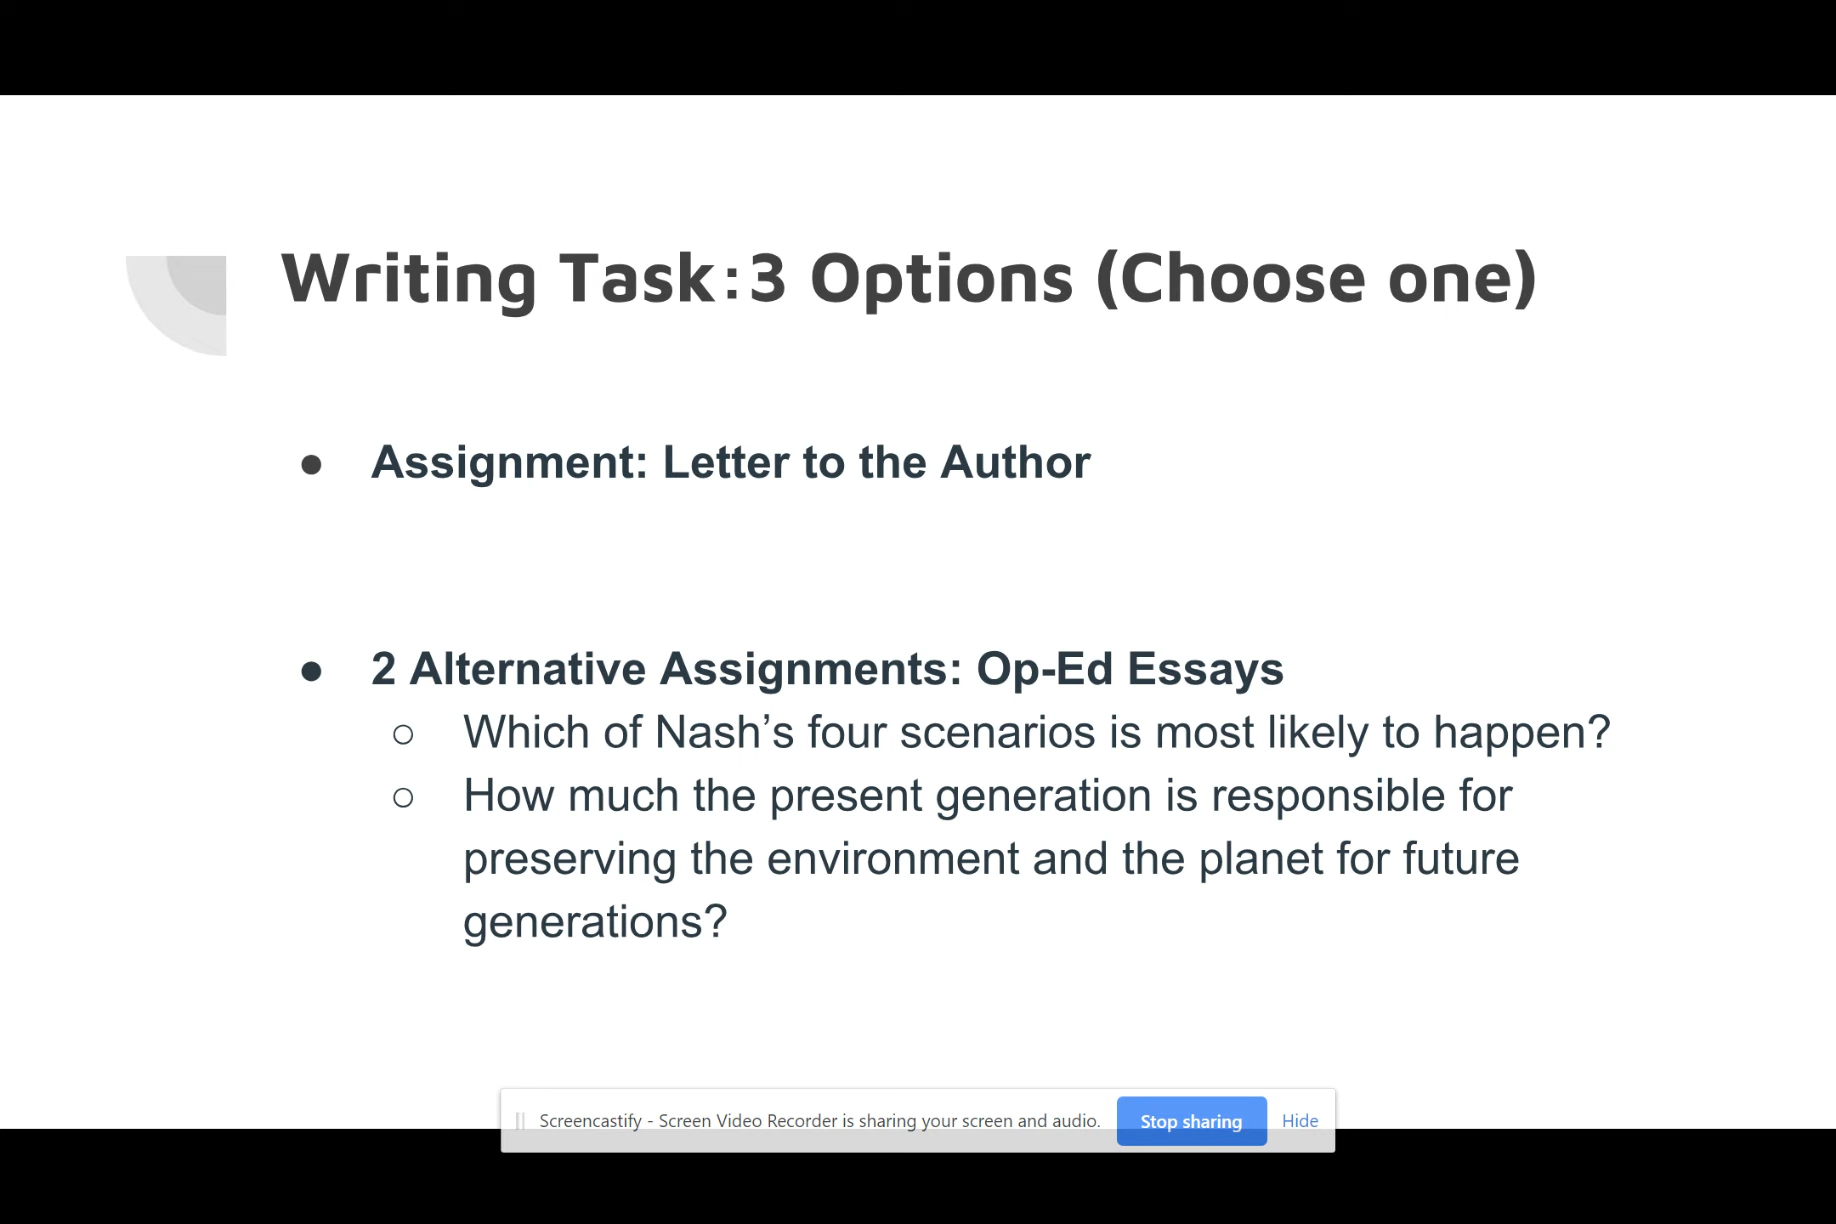 Writing Task:3 Options (Choose one)
● Assignment: Letter to the Author
● 2 Alternative Assignments: Op-Ed Essays
○ Which of Nash’s four scenarios is most likely to happen?
○ How much the present generation is responsible for
preserving the environment and the planet for future
generations?
Screencastify - Screen Video Recorder is sharing your screen and audio. Stop sharing Hide